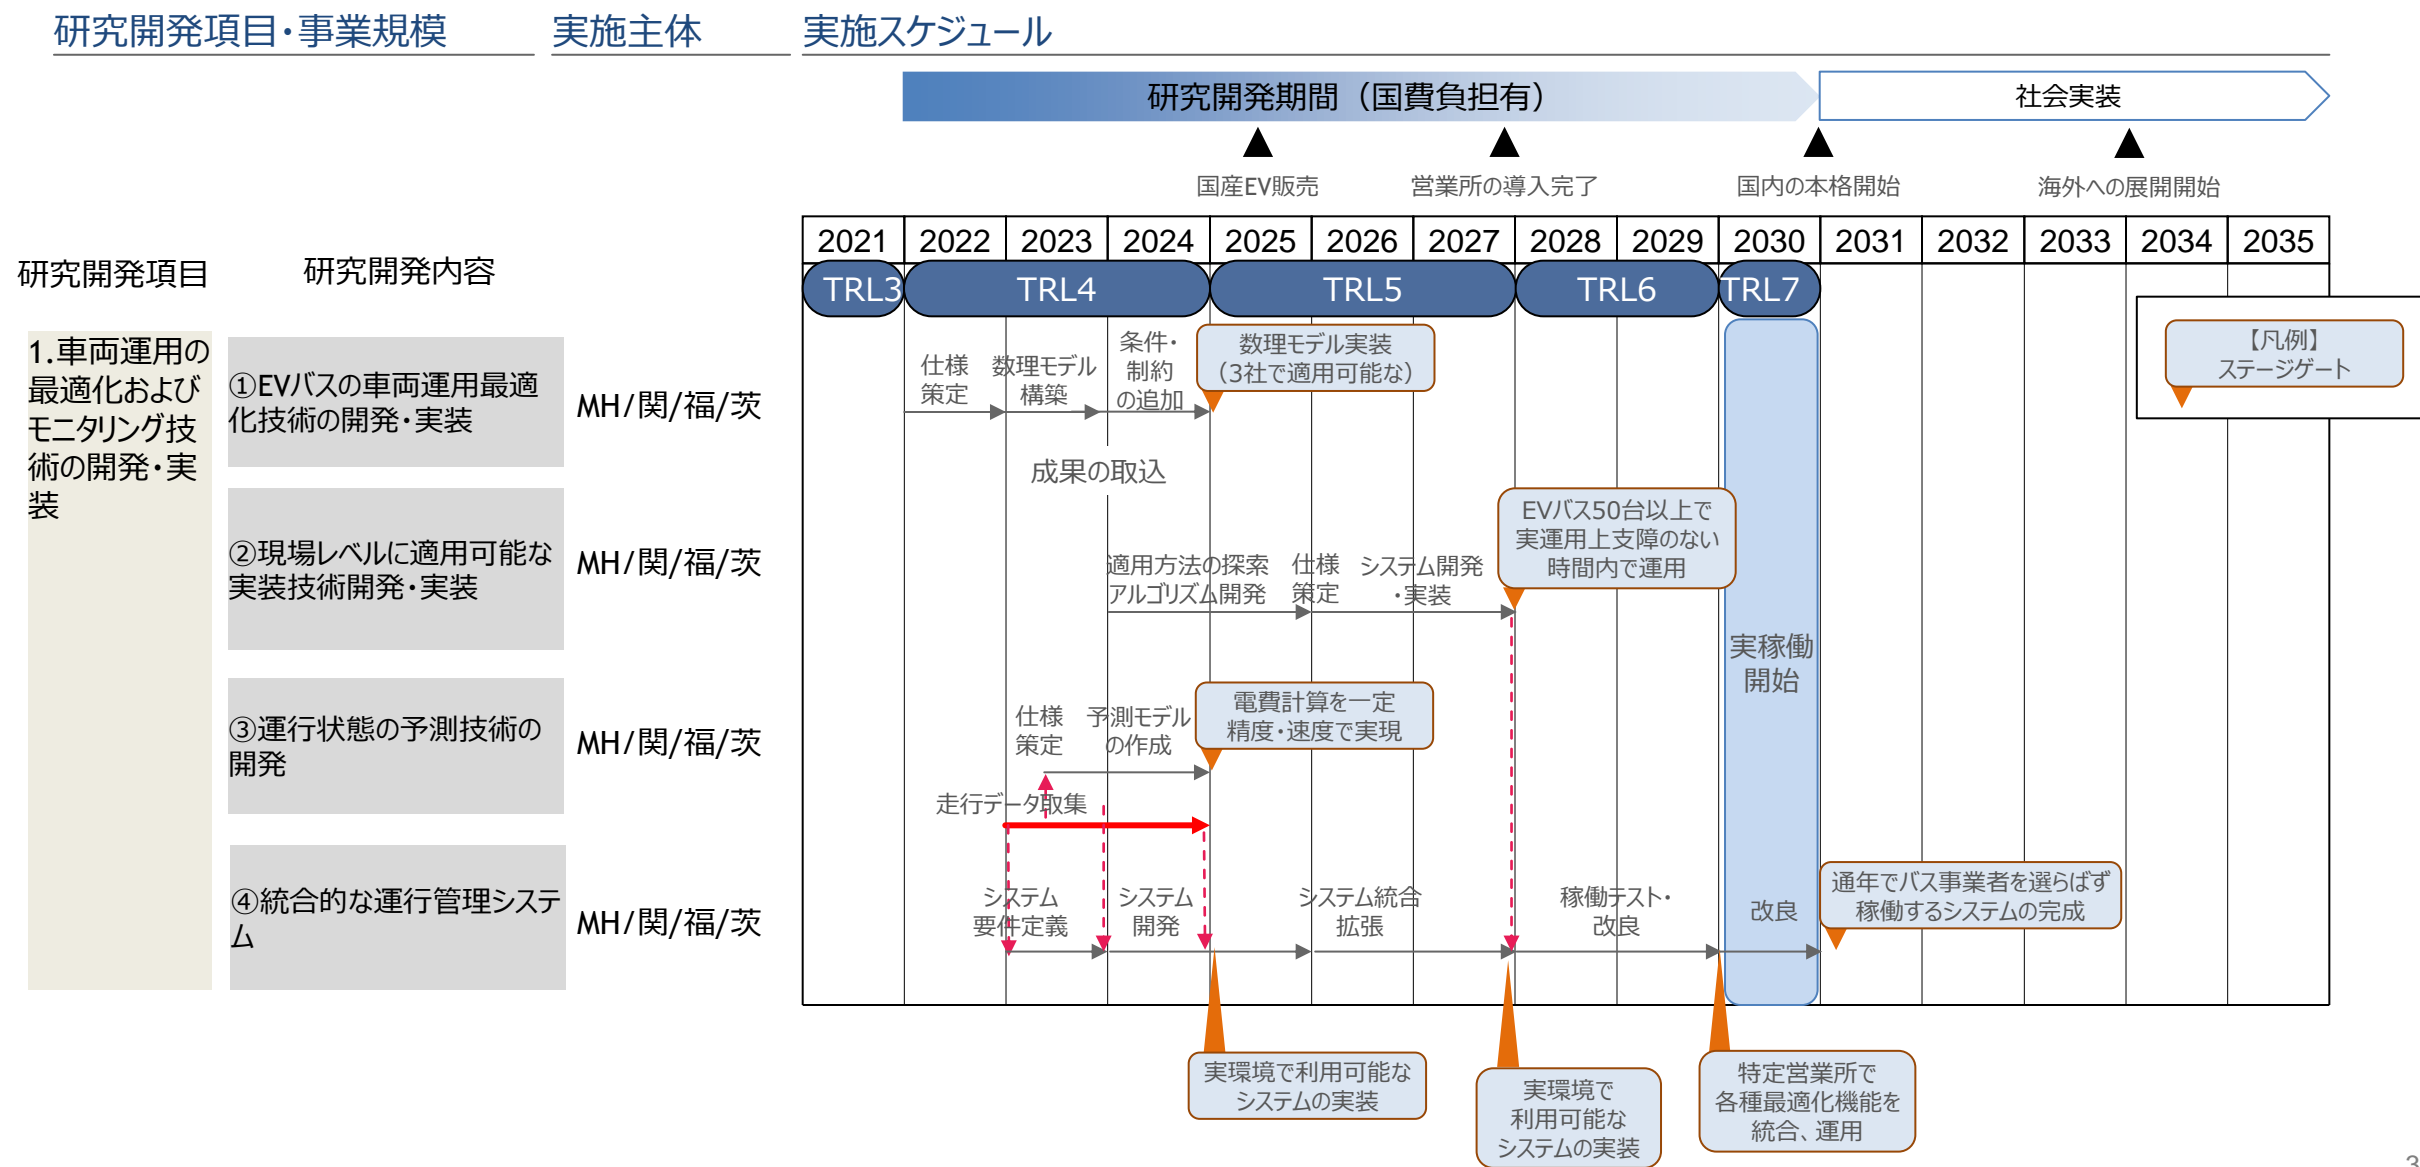 研究開発項目・事業規模
実施主体
実施スケジュール
研究開発期間（国費負担有）
社会実装
国産EV販売
営業所の導入完了
国内の本格開始
海外への展開開始
2021 2022 2023 2024 2025 2026 2027 2028 2029 2030 2031 2032 2033 2034 2035
研究開発項目
研究開発内容
TRL3
TRL4
TRL5
TRL6
TRL7
【凡例】
ステージゲート
1.車両運用の
最適化および
モニタリング技
術の開発・実
装
①EVバスの車両運用最適
化技術の開発・実装
MH/関/福/茨
仕様
策定
数理モデル
構築
条件・
制約
の追加
数理モデル実装
（3社で適用可能な）
成果の取込
②現場レベルに適用可能な
実装技術開発・実装
MH/関/福/茨
適用方法の探索
アルゴリズム開発
仕様
策定
システム開発
・実装
EVバス50台以上で
実運用上支障のない
時間内で運用
実稼働
開始
③運行状態の予測技術の
開発
MH/関/福/茨
仕様
策定
予測モデル
の作成
電費計算を一定
精度・速度で実現
走行データ取集
④統合的な運行管理システ
ム
MH/関/福/茨
システム
要件定義
システム
開発
システム統合
拡張
稼働テスト・
改良
改良
通年でバス事業者を選らばず
稼働するシステムの完成
実環境で利用可能な
システムの実装
実環境で
利用可能な
システムの実装
特定営業所で
各種最適化機能を
統合、運用